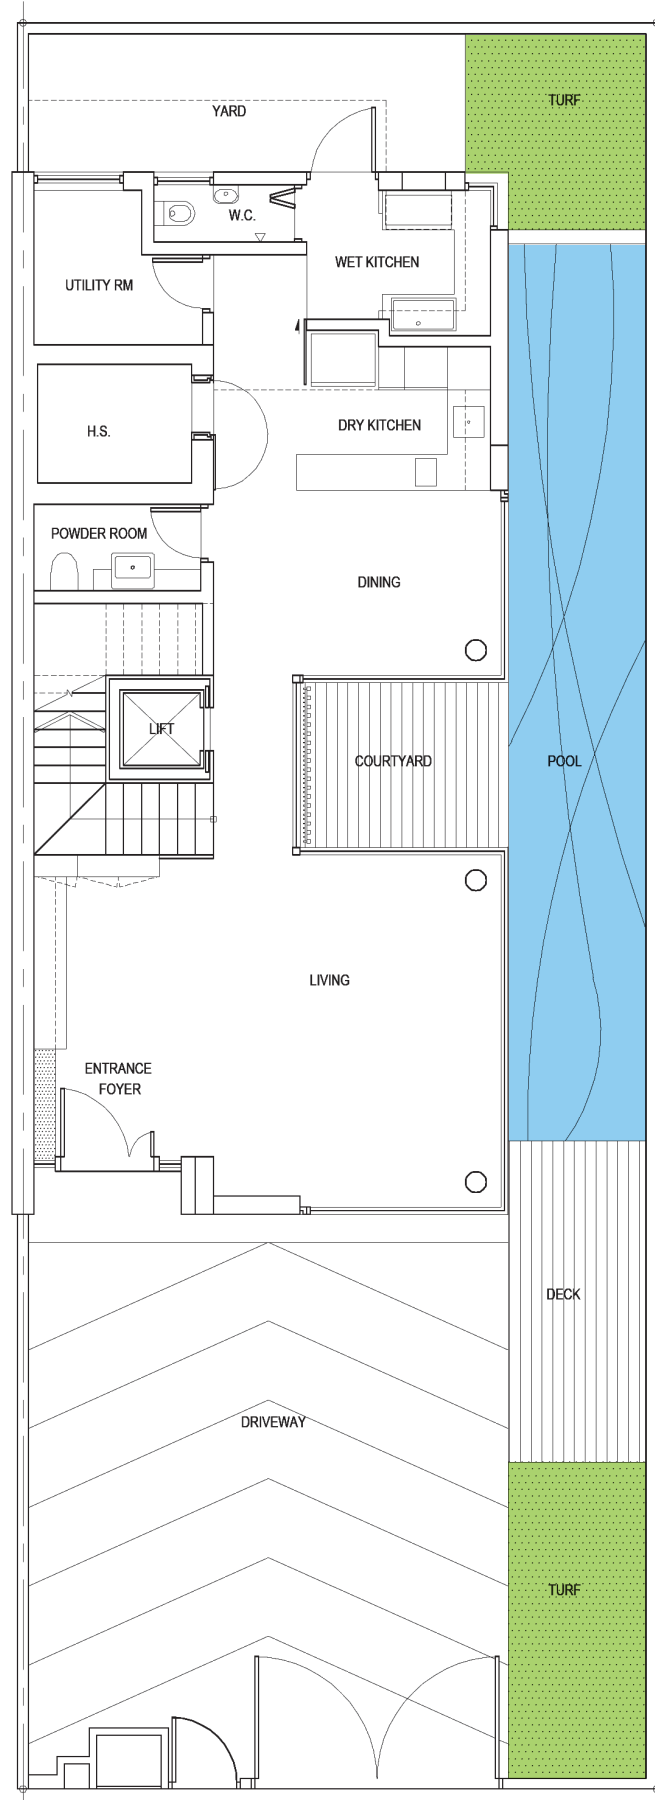 TURF
YARD
W.C.
WET KITCHEN
UTILITY RM
DRY KITCHEN
H.S.
POWDER ROOM
DINING
LIFT
COURTYARD
POOL
LIVING
ENTRANCE
FOYER
DECK
DRIVEWAY
TURF